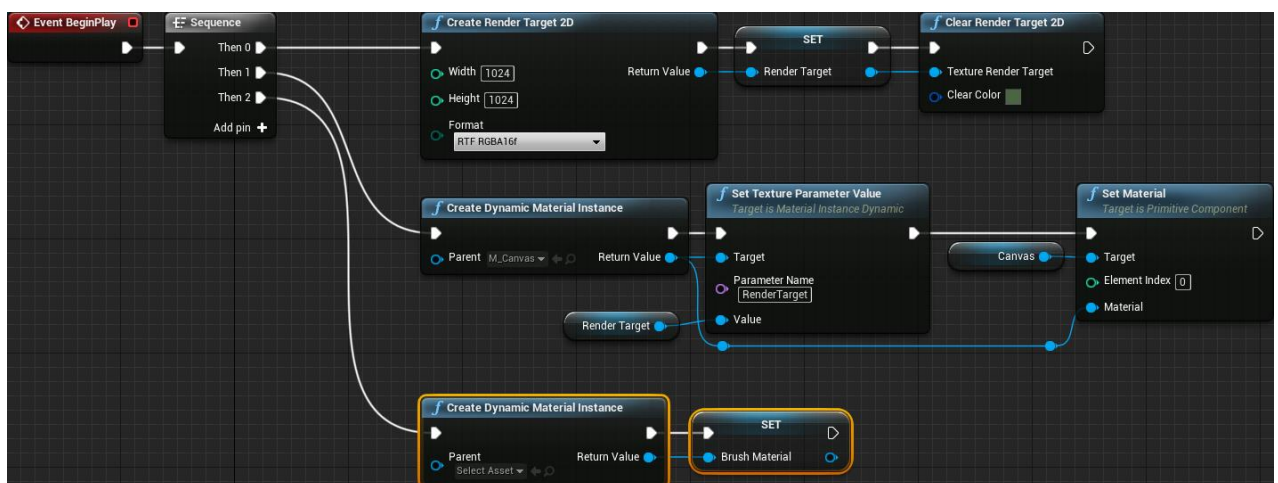 Event BeginPlay
Sequence
Then 0
Then 1
Then 2
Add pin
Create Render Target 2D
Width 1024
Return Value
Height 1024
Format
RTF RGBA16f
SET
Render Target
Clear Render Target 2D
Texture Render Target
Clear Color
Create Dynamic Material Instance
Parent M_Canvas
Return Value
Render Target
Set Texture Parameter Value
Target is Material Instance Dynamic
Target
Parameter Name
RenderTarget
Value
Canvas
Set Material
Target is Primitive Component
Target
Element Index 0
Material
Create Dynamic Material Instance
Parent
Select Asset
Return Value
SET
Brush Material